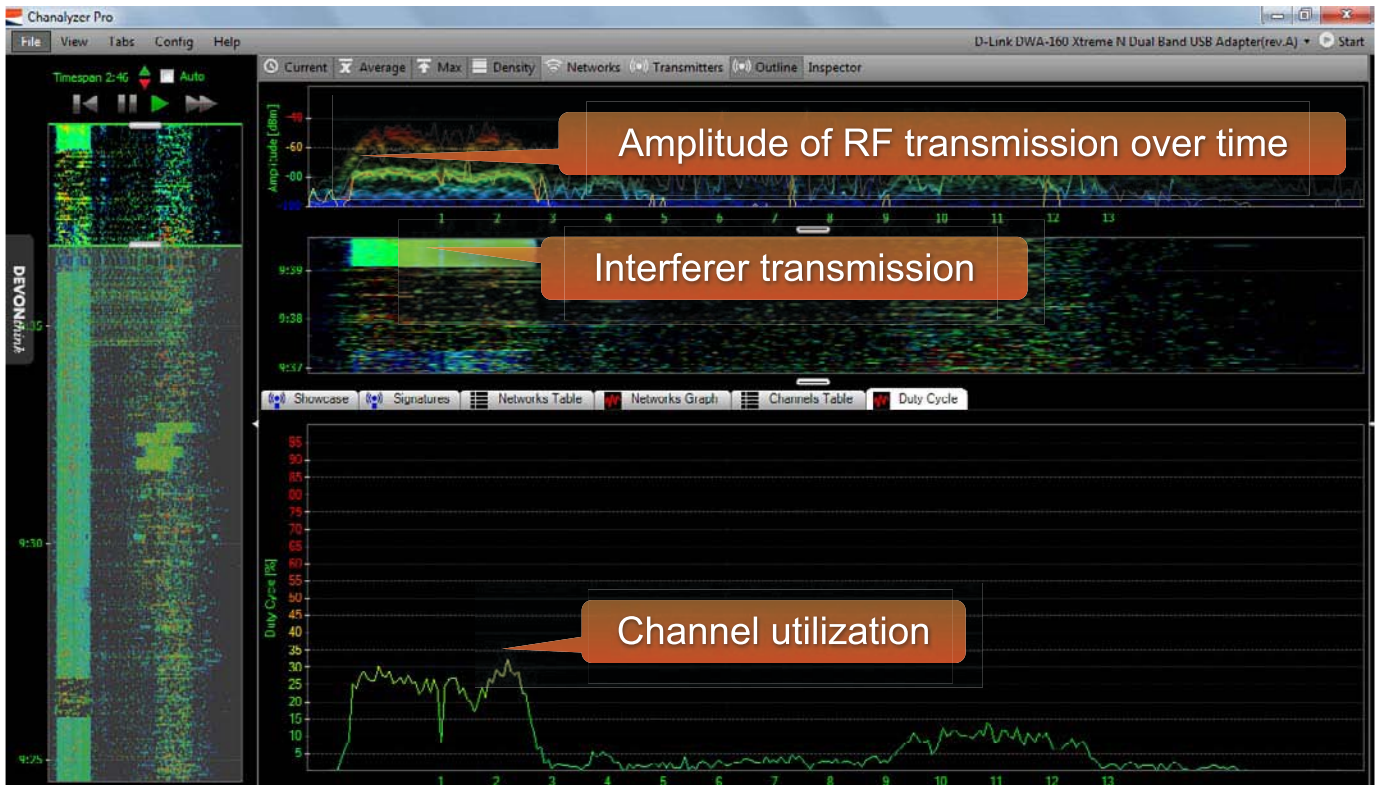 Chanalyzer Pro
File View Tabs Config Help
D-Link DWA-160 Xtreme N Dual Band USB Adapter(rev.A) Start
Timespan 2:46 Auto
Current Average Max Density Networks Transmitters Outline Inspector
Amplitude [dBm]
-40
-60
-80
-100
Amplitude of RF transmission over time
1 2 3 4 5 6 7 8 9 10 11 12 13
Interferer transmission
9:39
9:38
9:37
DEVONthink
9:35
9:30
9:25
Showcase Signatures Networks Table Networks Graph Channels Table Duty Cycle
Duty Cycle [%]
95
90
85
80
75
70
65
60
55
50
45
40
35
30
25
20
15
10
5
Channel utilization
1 2 3 4 5 6 7 8 9 10 11 12 13